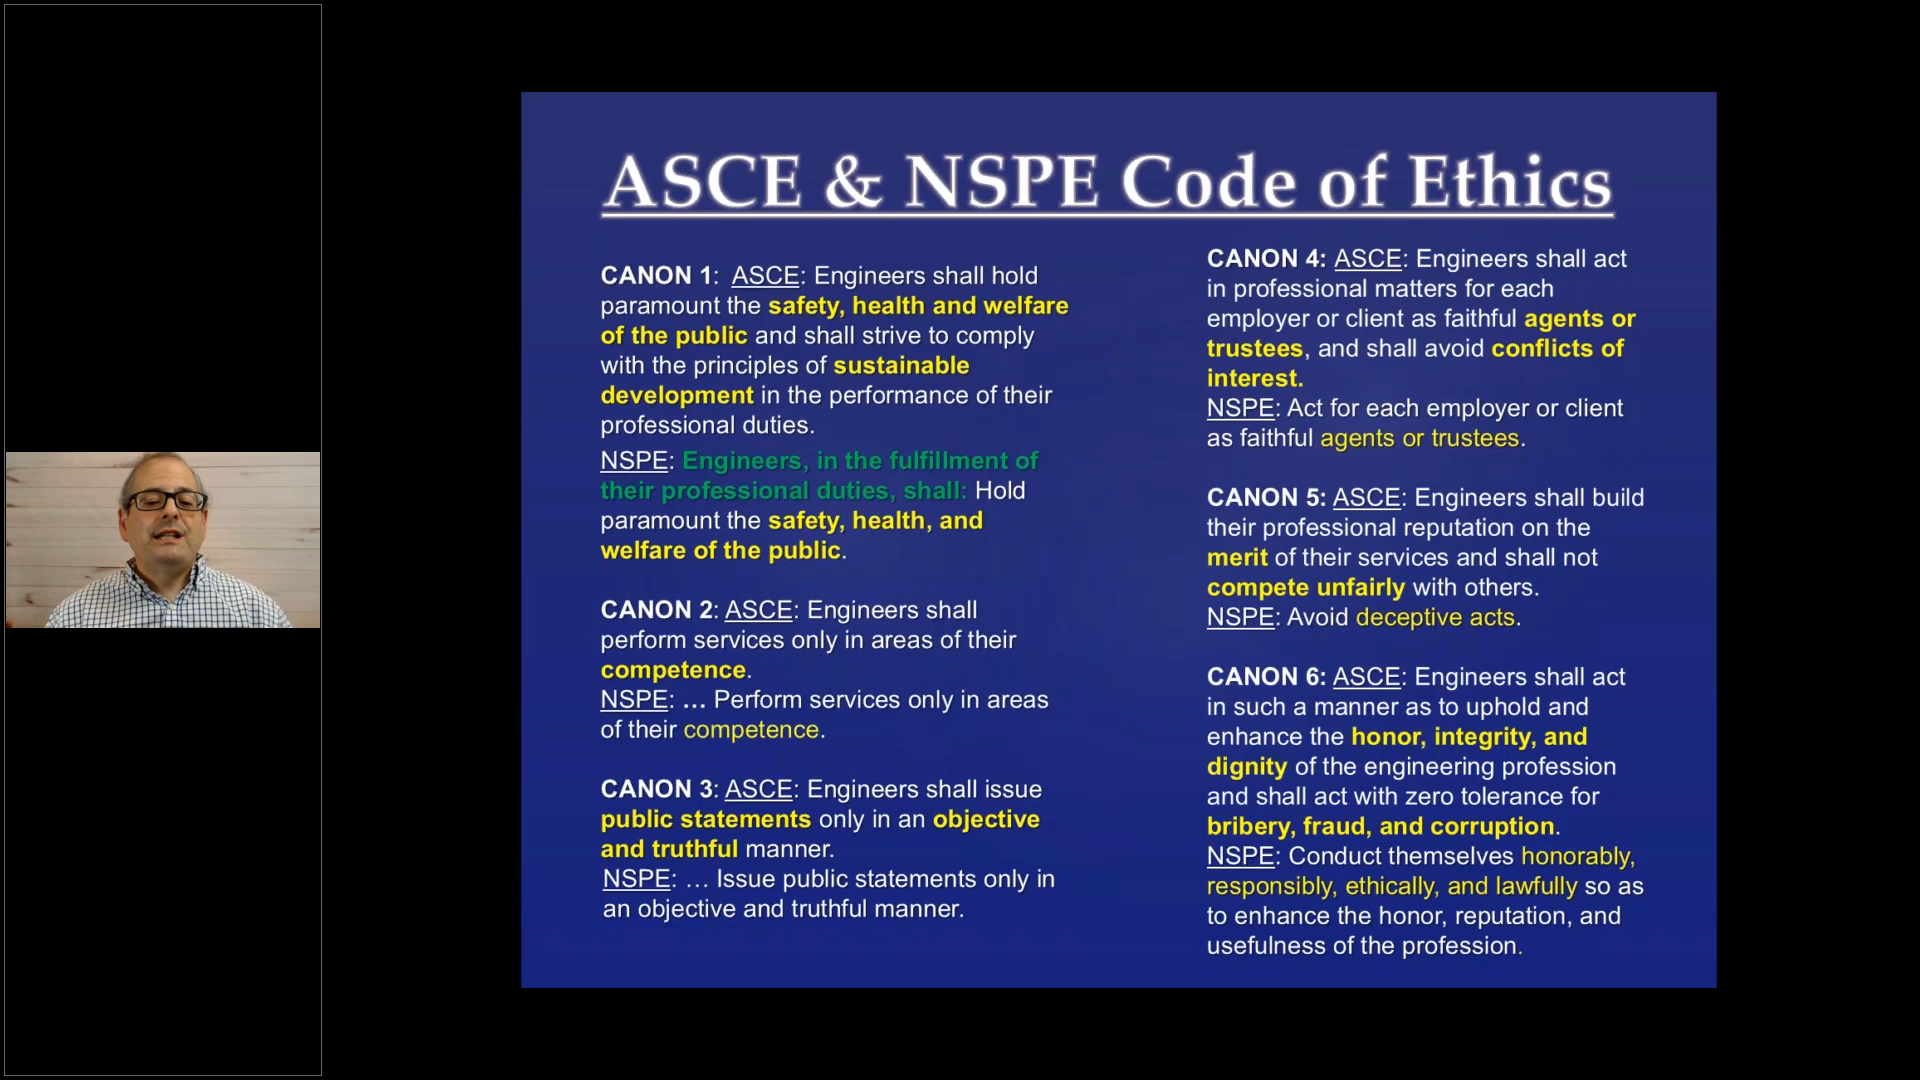 ASCE & NSPE Code of Ethics
CANON 1:  ASCE: Engineers shall hold
paramount the safety, health and welfare
of the public and shall strive to comply
with the principles of sustainable
development in the performance of their
professional duties.
NSPE: Engineers, in the fulfillment of
their professional duties, shall: Hold
paramount the safety, health, and
welfare of the public.
CANON 2: ASCE: Engineers shall
perform services only in areas of their
competence.
NSPE: … Perform services only in areas
of their competence.
CANON 3: ASCE: Engineers shall issue
public statements only in an objective
and truthful manner.
NSPE: … Issue public statements only in
an objective and truthful manner.
CANON 4: ASCE: Engineers shall act
in professional matters for each
employer or client as faithful agents or
trustees, and shall avoid conflicts of
interest.
NSPE: Act for each employer or client
as faithful agents or trustees.
CANON 5: ASCE: Engineers shall build
their professional reputation on the
merit of their services and shall not
compete unfairly with others.
NSPE: Avoid deceptive acts.
CANON 6: ASCE: Engineers shall act
in such a manner as to uphold and
enhance the honor, integrity, and
dignity of the engineering profession
and shall act with zero tolerance for
bribery, fraud, and corruption.
NSPE: Conduct themselves honorably,
responsibly, ethically, and lawfully so as
to enhance the honor, reputation, and
usefulness of the profession.